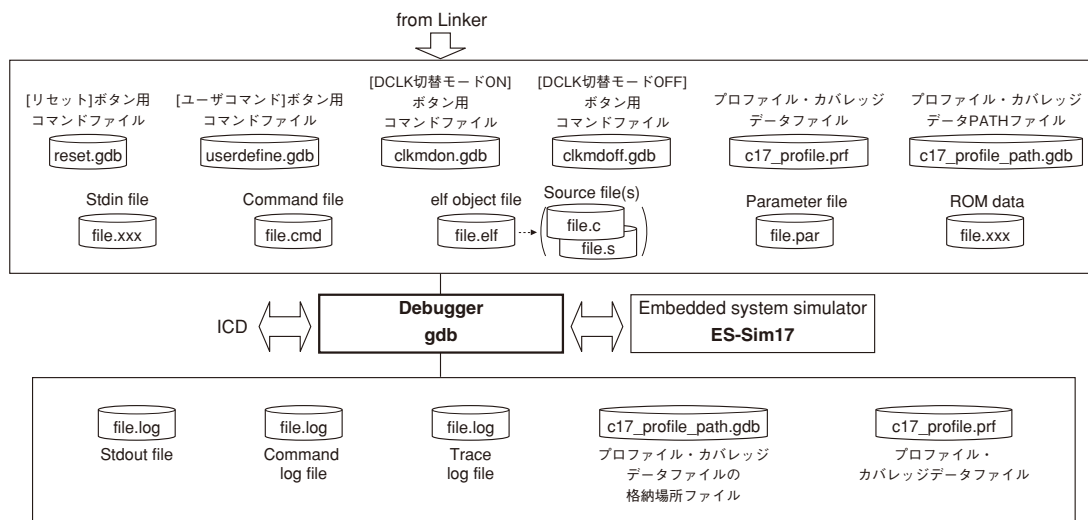 from Linker
[リセット]ボタン用
コマンドファイル
reset.gdb
[ユーザコマンド]ボタン用
コマンドファイル
userdefine.gdb
[DCLK切替モードON]
ボタン用
コマンドファイル
clkmdon.gdb
[DCLK切替モードOFF]
ボタン用
コマンドファイル
clkmdoff.gdb
プロファイル・カバレッジ
データファイル
c17_profile.prf
プロファイル・カバレッジ
データPATHファイル
c17_profile_path.gdb
Stdin file
file.xxx
Command file
file.cmd
elf object file
file.elf
Source file(s)
file.c
file.s
Parameter file
file.par
ROM data
file.xxx
ICD
Debugger
gdb
Embedded system simulator
ES-Sim17
file.log
Stdout file
file.log
Command
log file
file.log
Trace
log file
c17_profile_path.gdb
プロファイル・カバレッジ
データファイルの
格納場所ファイル
c17_profile.prf
プロファイル・
カバレッジデータファイル